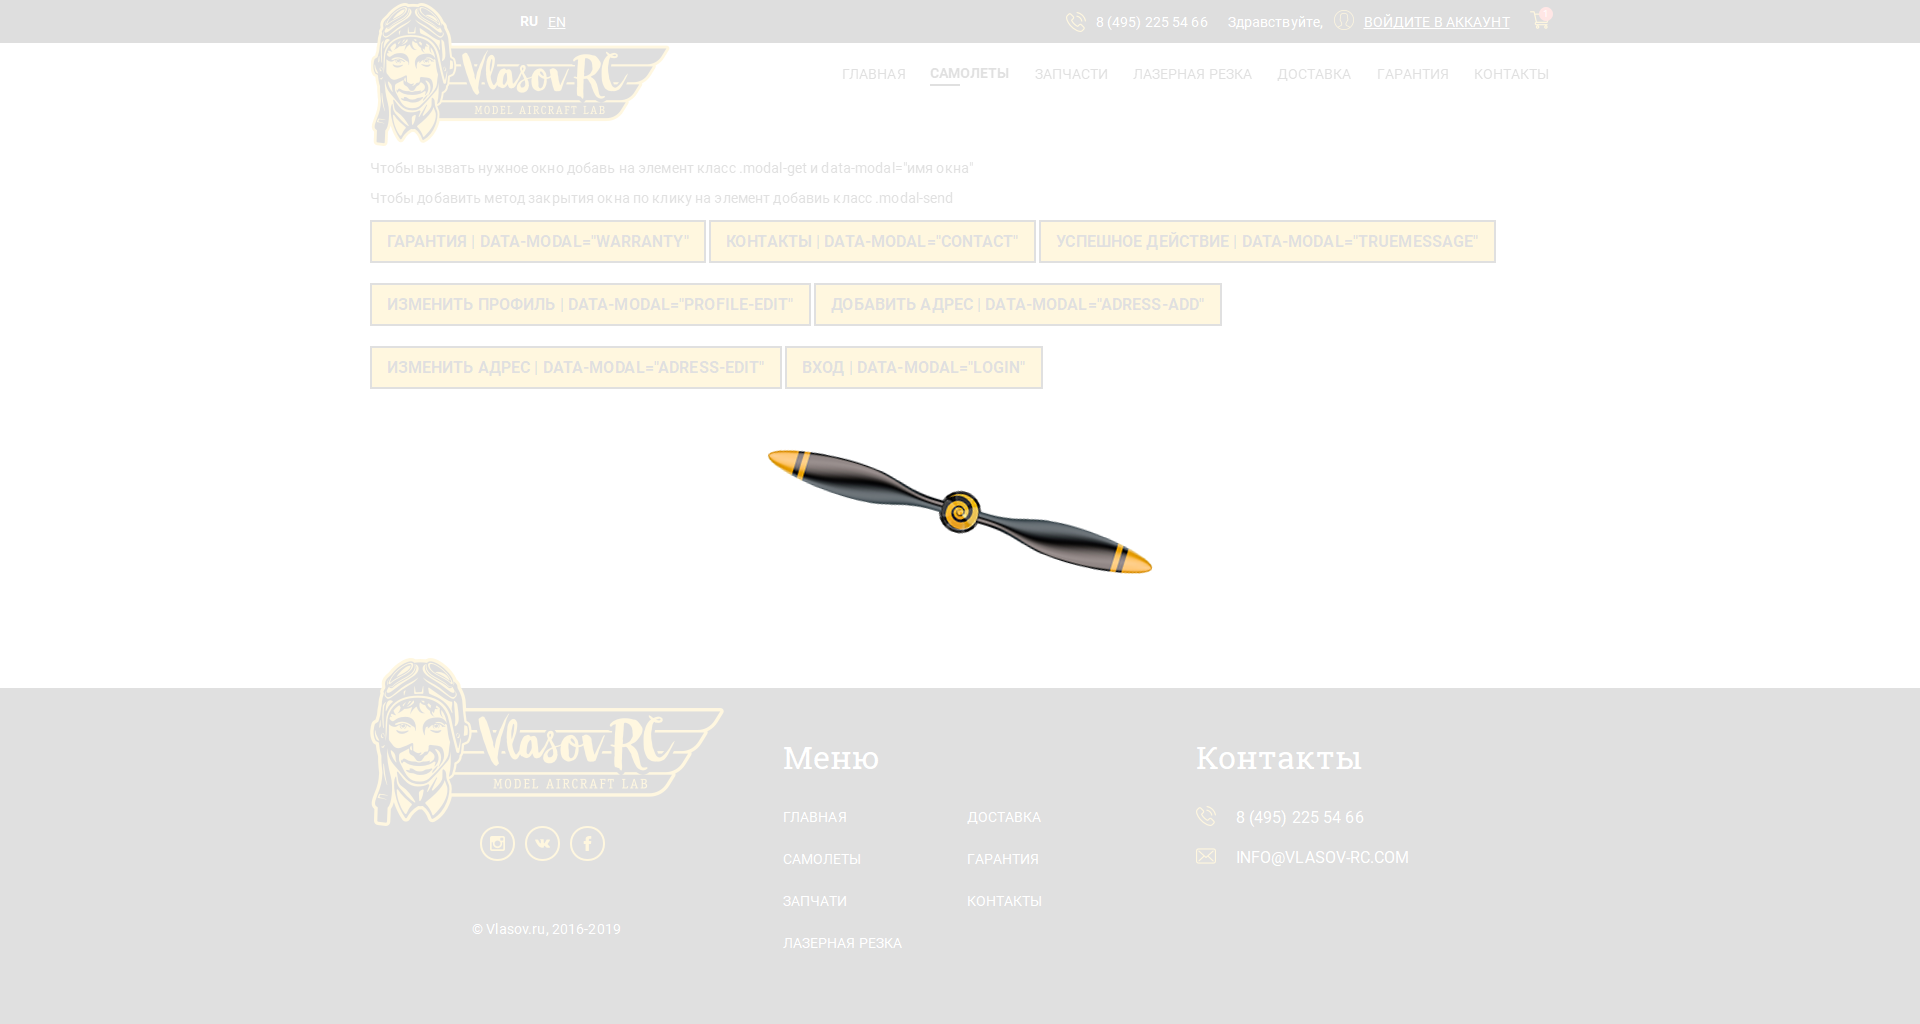 RU EN 8 (495) 225 54 66 Здравствуйте, ВОЙДИТЕ В АККАУНТ
Vlasov RC
MODEL AIRCRAFT LAB
ГЛАВНАЯ САМОЛЕТЫ ЗАПЧАСТИ ЛАЗЕРНАЯ РЕЗКА ДОСТАВКА ГАРАНТИЯ КОНТАКТЫ
Чтобы вызвать нужное окно добавь на элемент класс .modal-get и data-modal="имя окна"
Чтобы добавить метод закрытия окна по клику на элемент добавиь класс .modal-send
ГАРАНТИЯ | DATA-MODAL="WARRANTY" КОНТАКТЫ | DATA-MODAL="CONTACT" УСПЕШНОЕ ДЕЙСТВИЕ | DATA-MODAL="TRUEMESSAGE"
ИЗМЕНИТЬ ПРОФИЛЬ | DATA-MODAL="PROFILE-EDIT" ДОБАВИТЬ АДРЕС | DATA-MODAL="ADRESS-ADD"
ИЗМЕНИТЬ АДРЕС | DATA-MODAL="ADRESS-EDIT" ВХОД | DATA-MODAL="LOGIN"
Vlasov RC
MODEL AIRCRAFT LAB
© Vlasov.ru, 2016-2019
Меню
ГЛАВНАЯ ДОСТАВКА
САМОЛЕТЫ ГАРАНТИЯ
ЗАПЧАТИ КОНТАКТЫ
ЛАЗЕРНАЯ РЕЗКА
Контакты
8 (495) 225 54 66
INFO@VLASOV-RC.COM